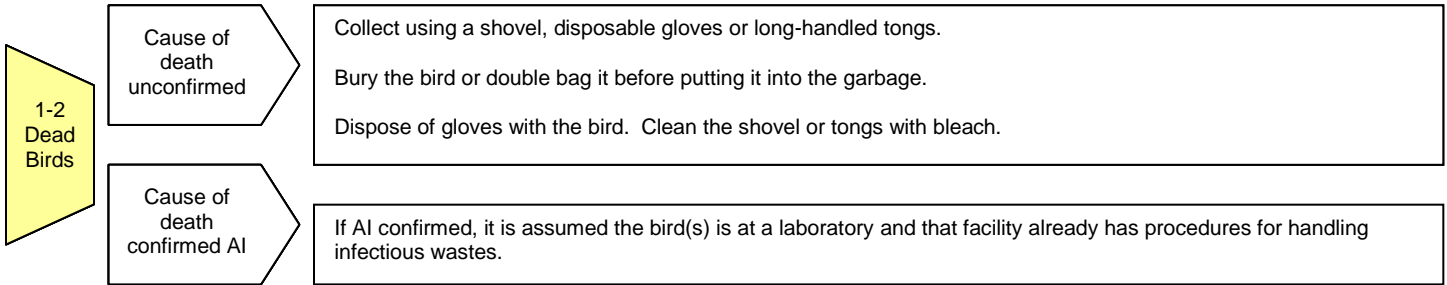 1-2
Dead
Birds
Cause of
death
unconfirmed
Collect using a shovel, disposable gloves or long-handled tongs.
Bury the bird or double bag it before putting it into the garbage.
Dispose of gloves with the bird.  Clean the shovel or tongs with bleach.
Cause of
death
confirmed AI
If AI confirmed, it is assumed the bird(s) is at a laboratory and that facility already has procedures for handling
infectious wastes.